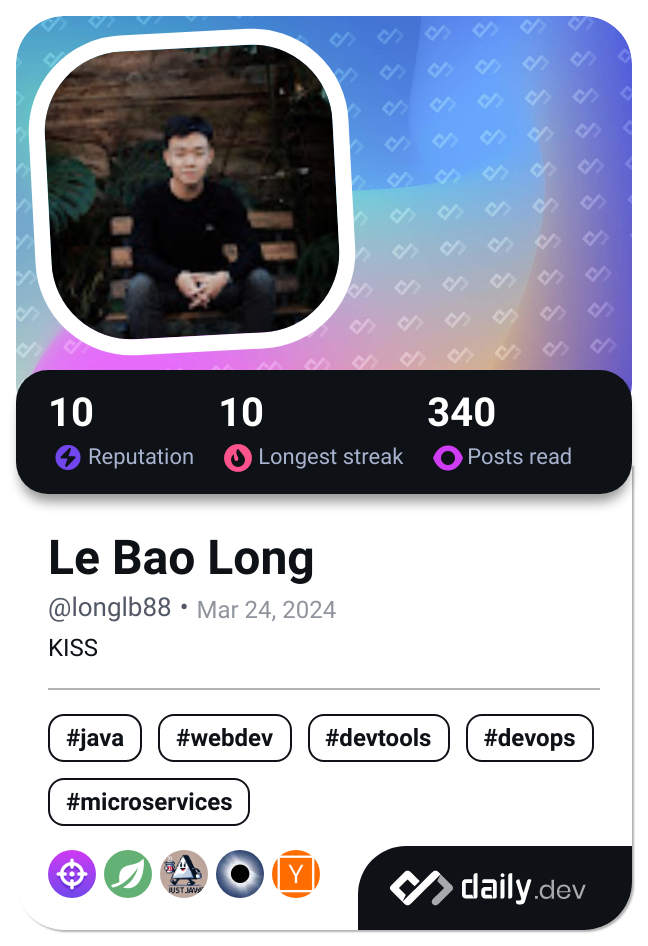 10 10 340
Reputation Longest streak Posts read
Le Bao Long
@longlb88 • Mar 24, 2024
KISS
#java #webdev #devtools #devops
#microservices
JUST JAVA
Y
daily.dev